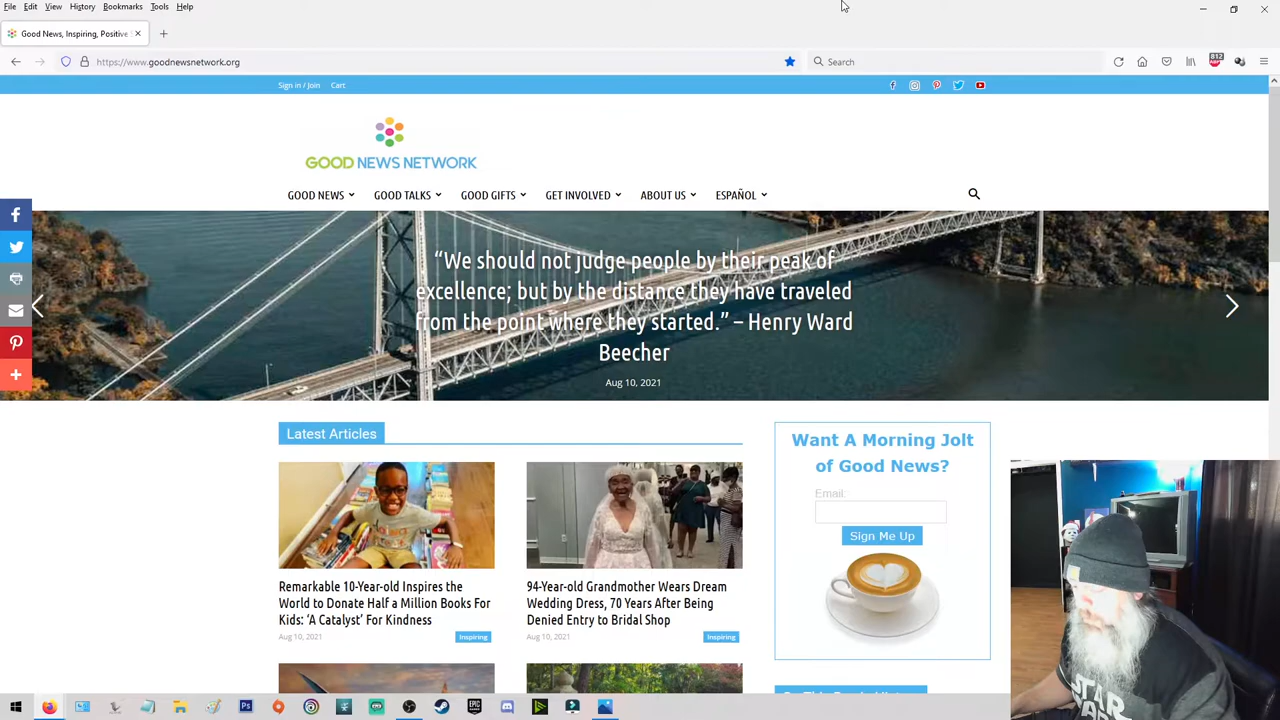 File Edit View History Bookmarks Tools Help
Good News, Inspiring, Positive
https://www.goodnewsnetwork.org
Search
812
Sign in / Join Cart
GOOD NEWS NETWORK
GOOD NEWS GOOD TALKS GOOD GIFTS GET INVOLVED ABOUT US ESPAÑOL
“We should not judge people by their peak of
excellence; but by the distance they have traveled
from the point where they started.” – Henry Ward
Beecher
Aug 10, 2021
Latest Articles
Remarkable 10-Year-old Inspires the
World to Donate Half a Million Books For
Kids: ‘A Catalyst’ For Kindness
Aug 10, 2021 Inspiring
94-Year-old Grandmother Wears Dream
Wedding Dress, 70 Years After Being
Denied Entry to Bridal Shop
Aug 10, 2021 Inspiring
Want A Morning Jolt
of Good News?
Email:
Sign Me Up
STAR